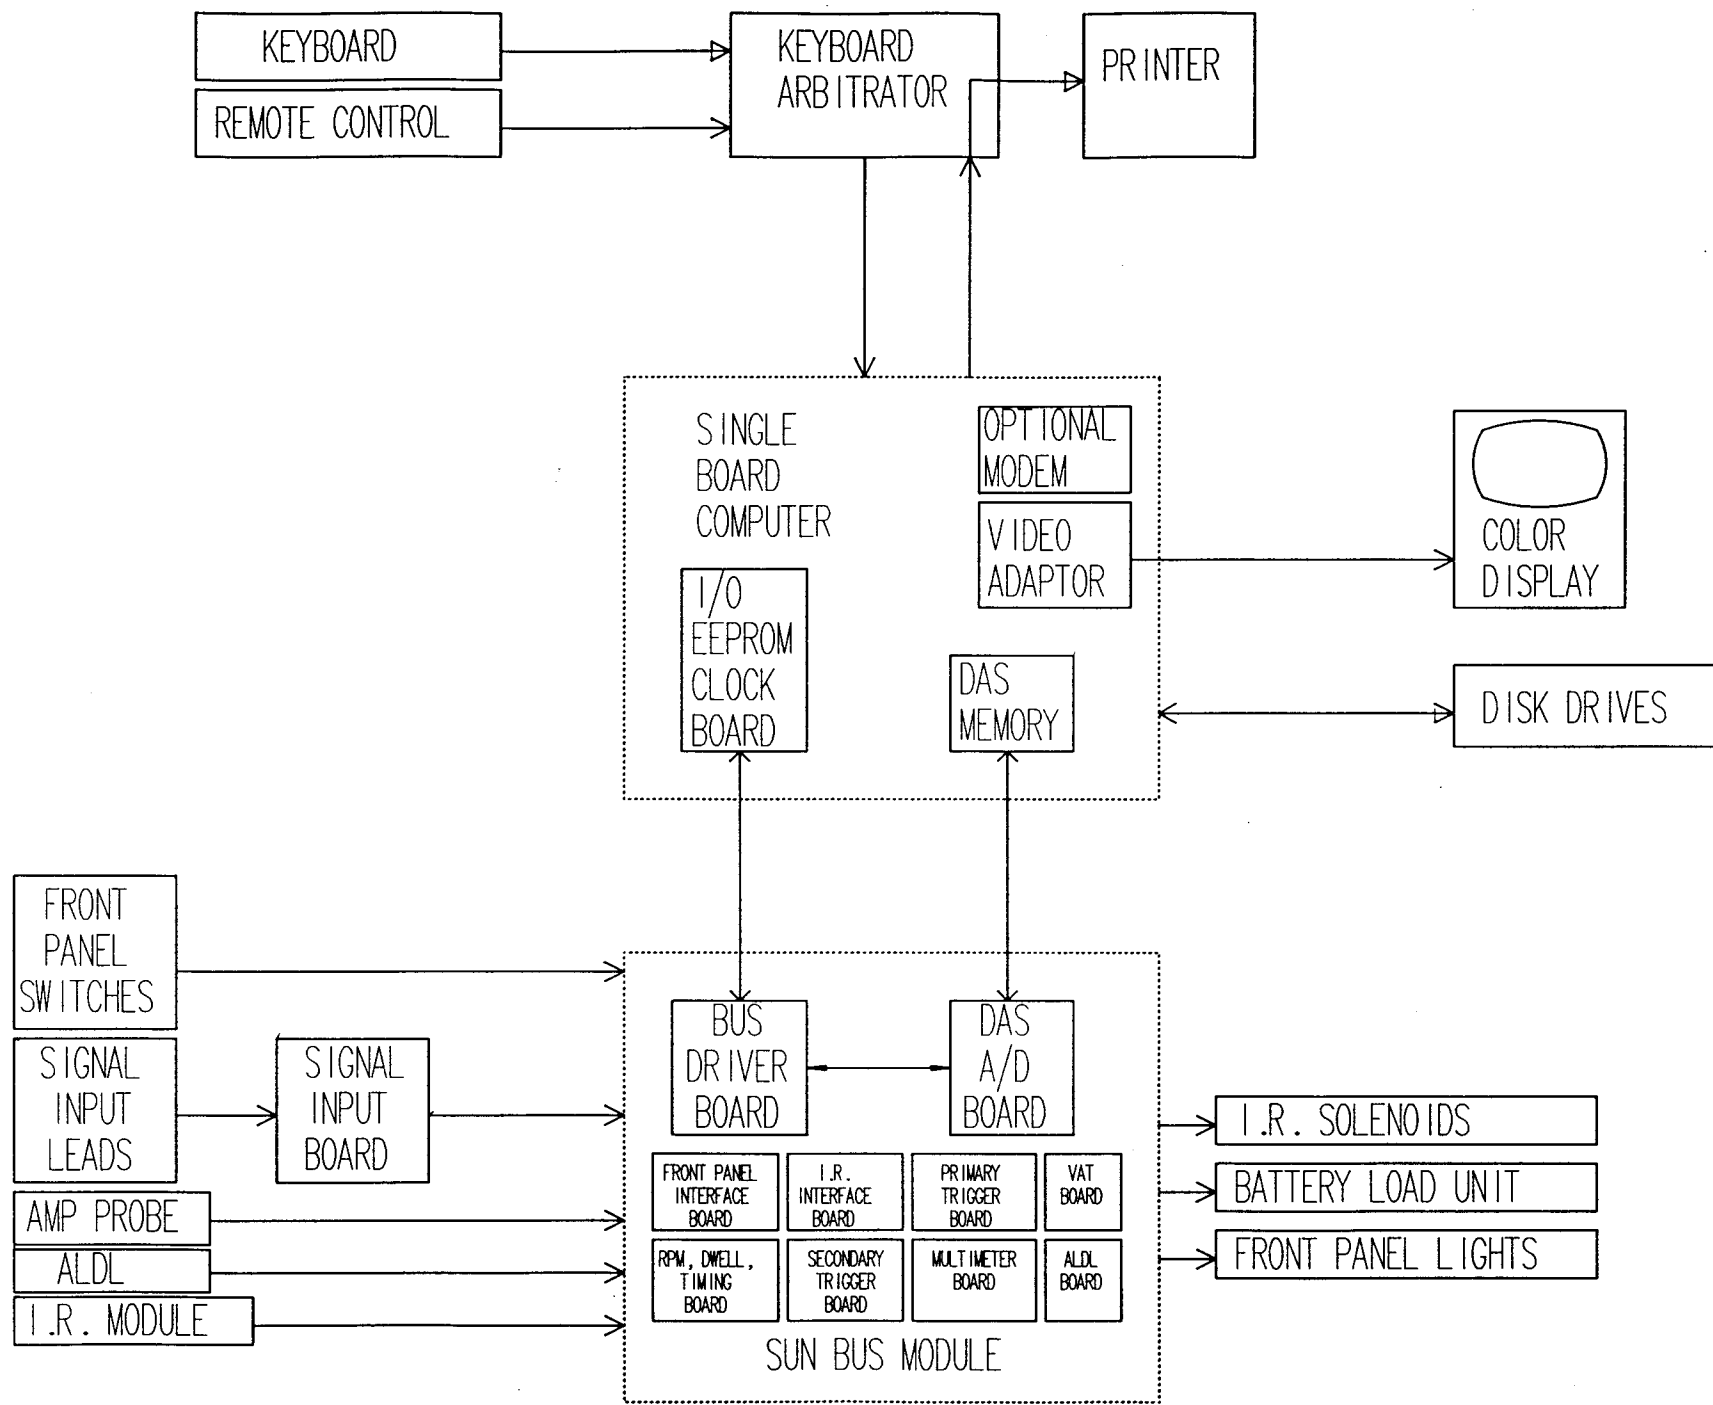 KEYBOARD
REMOTE CONTROL
KEYBOARD
ARBITRATOR
PRINTER
SINGLE
BOARD
COMPUTER
OPTIONAL
MODEM
VIDEO
ADAPTOR
I/O
EEPROM
CLOCK
BOARD
DAS
MEMORY
COLOR
DISPLAY
DISK DRIVES
FRONT
PANEL
SWITCHES
SIGNAL
INPUT
LEADS
SIGNAL
INPUT
BOARD
AMP PROBE
ALDL
I.R. MODULE
BUS
DRIVER
BOARD
DAS
A/D
BOARD
FRONT PANEL
INTERFACE
BOARD
I.R.
INTERFACE
BOARD
PRIMARY
TRIGGER
BOARD
VAT
BOARD
RPM, DWELL,
TIMING
BOARD
SECONDARY
TRIGGER
BOARD
MULTIMETER
BOARD
ALDL
BOARD
SUN BUS MODULE
I.R. SOLENOIDS
BATTERY LOAD UNIT
FRONT PANEL LIGHTS